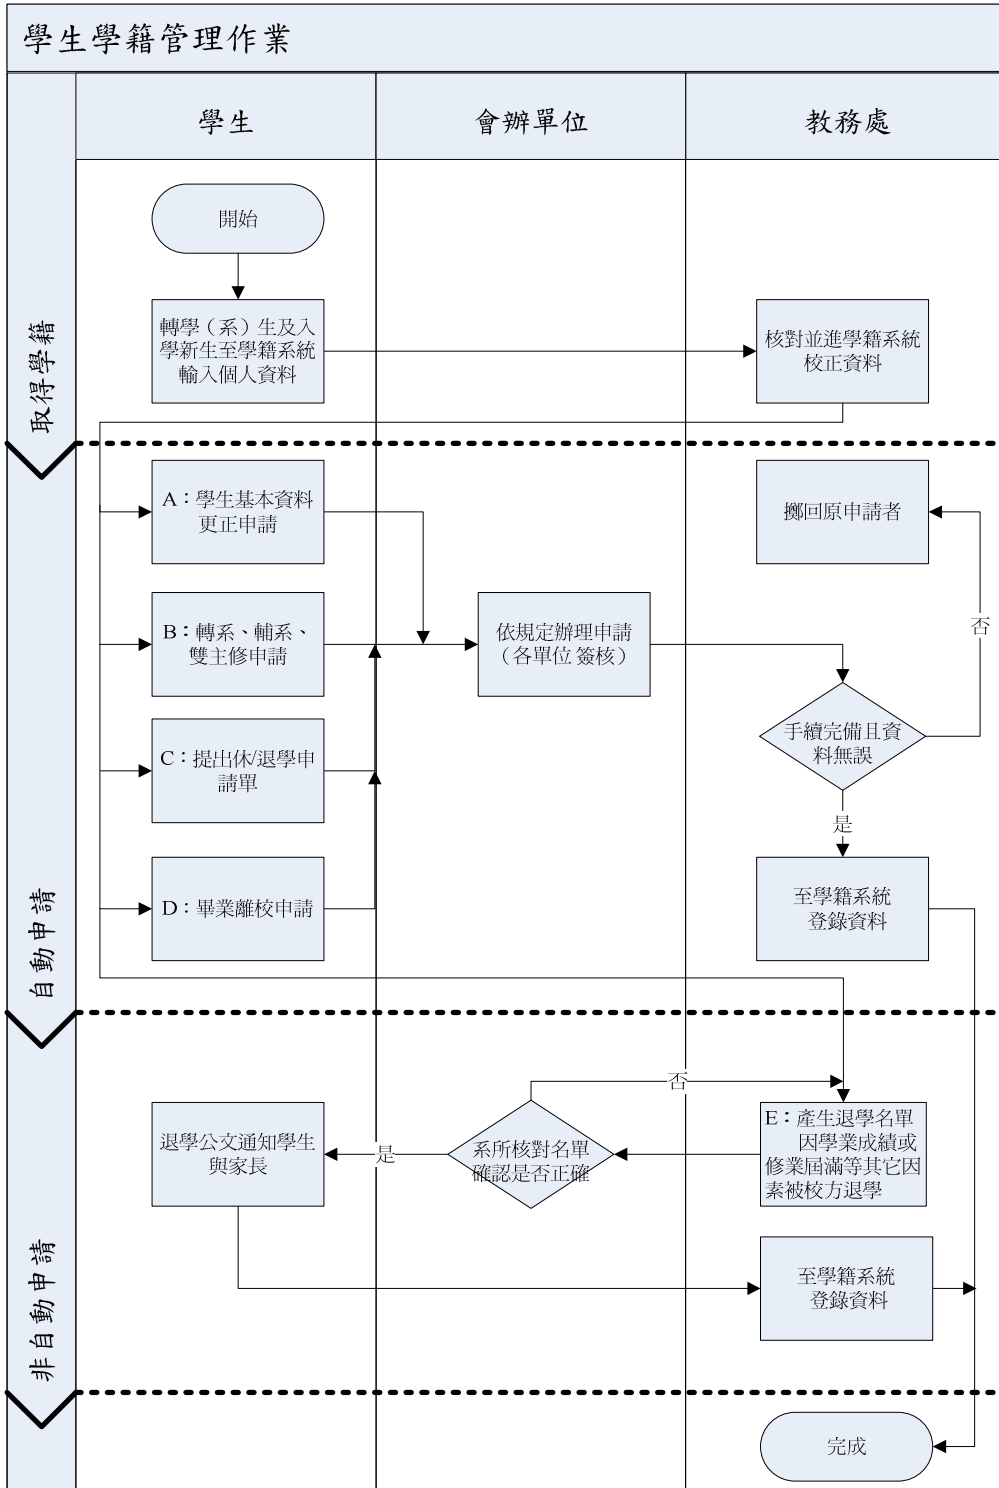 學生學籍管理作業
學生
會辦單位
教務處
取得學籍
開始
轉學（系）生及入
學新生至學籍系統
輸入個人資料
核對並進學籍系統
校正資料
自動申請
A：學生基本資料
更正申請
擲回原申請者
B：轉系、輔系、
雙主修申請
依規定辦理申請
（各單位 簽核）
否
手續完備且資
料無誤
C：提出休/退學申
請單
是
D：畢業離校申請
至學籍系統
登錄資料
非自動申請
否
退學公文通知學生
與家長
是
系所核對名單
確認是否正確
E：產生退學名單
因學業成績或
修業屆滿等其它因
素被校方退學
至學籍系統
登錄資料
完成